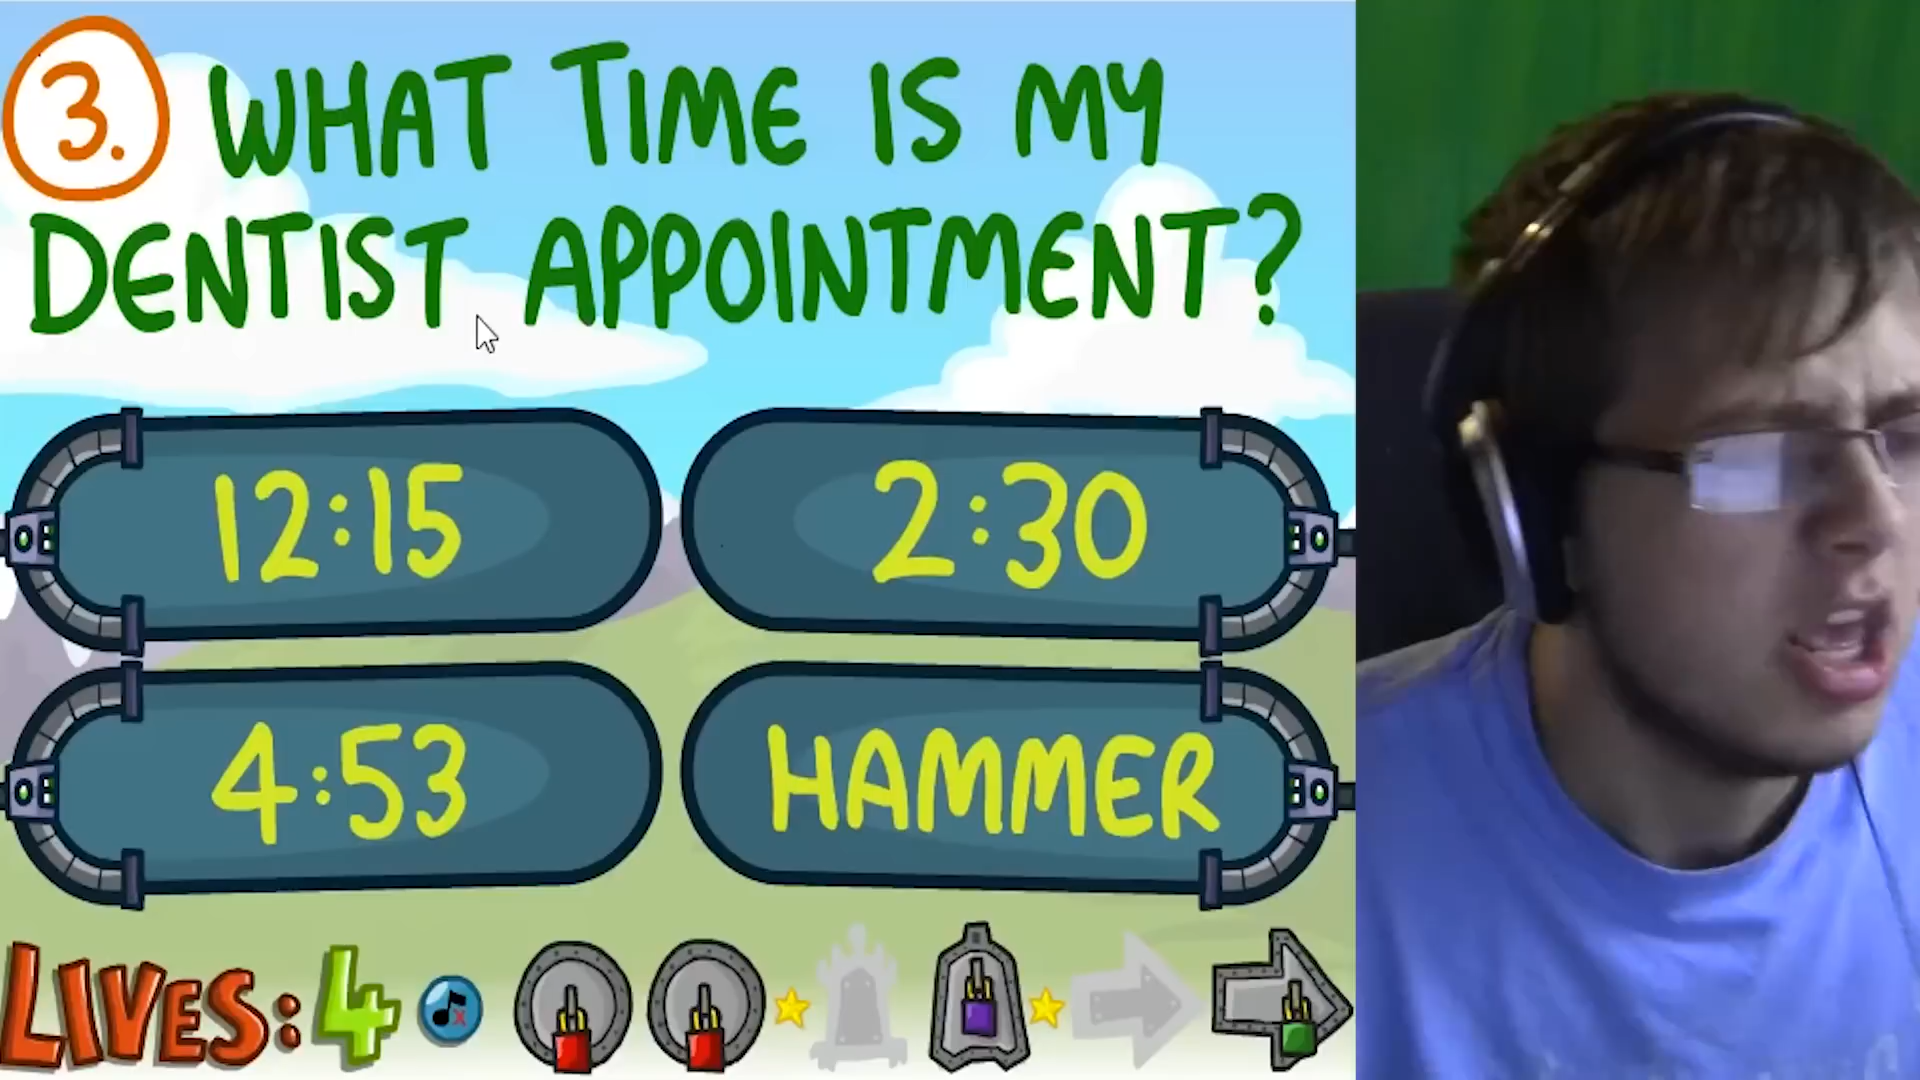 3. WHAT TIME IS MY
DENTIST APPOINTMENT?
12:15
2:30
4:53
HAMMER
LIVES: 4